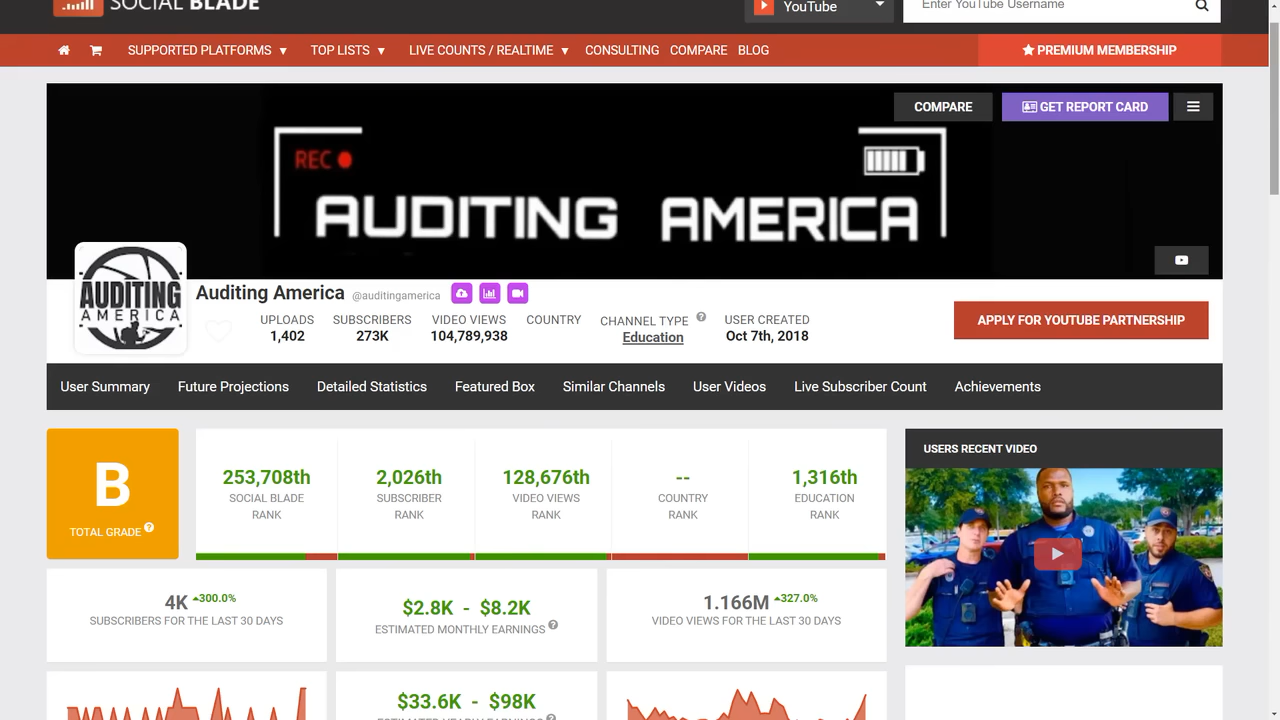 SOCIAL BLADE
YouTube
Enter YouTube Username
SUPPORTED PLATFORMS
TOP LISTS
LIVE COUNTS / REALTIME
CONSULTING
COMPARE
BLOG
PREMIUM MEMBERSHIP
COMPARE
GET REPORT CARD
REC
AUDITING AMERICA
AUDITING
AMERICA
Auditing America @auditingamerica
UPLOADS
1,402
SUBSCRIBERS
273K
VIDEO VIEWS
104,789,938
COUNTRY
CHANNEL TYPE ?
Education
USER CREATED
Oct 7th, 2018
APPLY FOR YOUTUBE PARTNERSHIP
User Summary
Future Projections
Detailed Statistics
Featured Box
Similar Channels
User Videos
Live Subscriber Count
Achievements
B
TOTAL GRADE ?
253,708th
SOCIAL BLADE
RANK
2,026th
SUBSCRIBER
RANK
128,676th
VIDEO VIEWS
RANK
--
COUNTRY
RANK
1,316th
EDUCATION
RANK
USERS RECENT VIDEO
4K 300.0%
SUBSCRIBERS FOR THE LAST 30 DAYS
$2.8K - $8.2K
ESTIMATED MONTHLY EARNINGS ?
1.166M 327.0%
VIDEO VIEWS FOR THE LAST 30 DAYS
$33.6K - $98K
ESTIMATED YEARLY EARNINGS ?